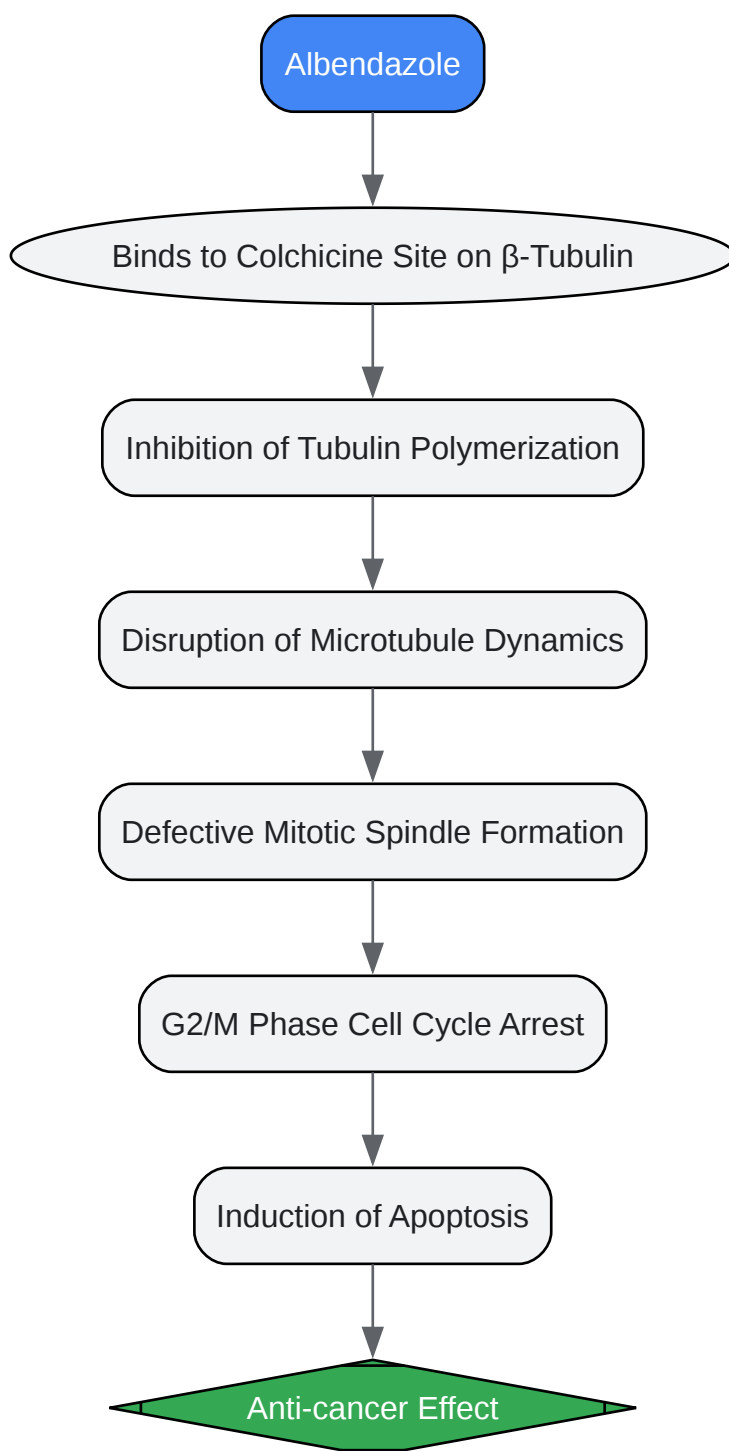 Albendazole
Binds to Colchicine Site on β-Tubulin
Inhibition of Tubulin Polymerization
Disruption of Microtubule Dynamics
Defective Mitotic Spindle Formation
G2/M Phase Cell Cycle Arrest
Induction of Apoptosis
Anti-cancer Effect